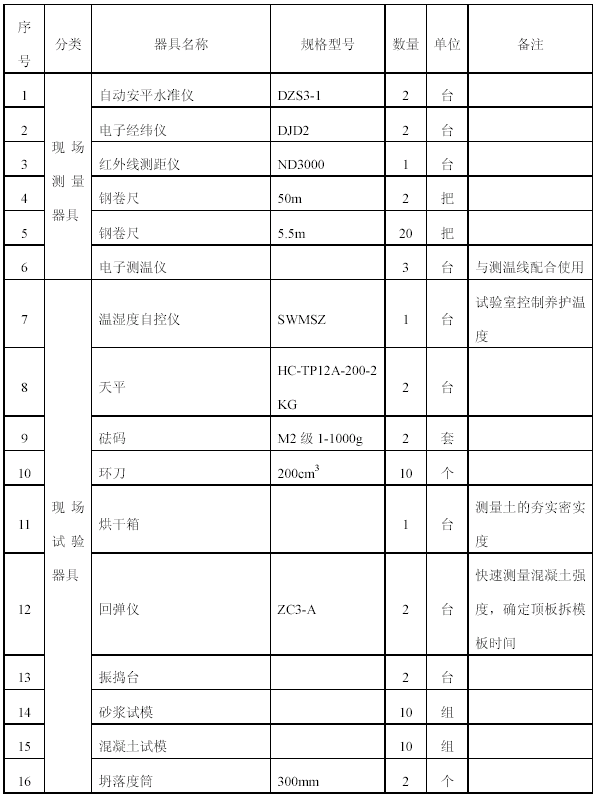 序号 分类 器具名称 规格型号 数量 单位 备注
1 现场测量器具 自动安平水准仪 DZS3-1 2 台
2 电子经纬仪 DJD2 2 台
3 红外线测距仪 ND3000 1 台
4 钢卷尺 50m 2 把
5 钢卷尺 5.5m 20 把
6 电子测温仪 3 台 与测温线配合使用
7 现场试验器具 温湿度自控仪 SWMSZ 1 台 试验室控制养护温度
8 天平 HC-TP12A-200-2KG 2 台
9 砝码 M2 级 1-1000g 2 套
10 环刀 200cm³ 10 个
11 烘干箱 1 台 测量土的夯实密实度
12 回弹仪 ZC3-A 2 台 快速测量混凝土强度，确定顶板拆模板时间
13 振捣台 2 台
14 砂浆试模 10 组
15 混凝土试模 10 组
16 坍落度筒 300mm 2 个